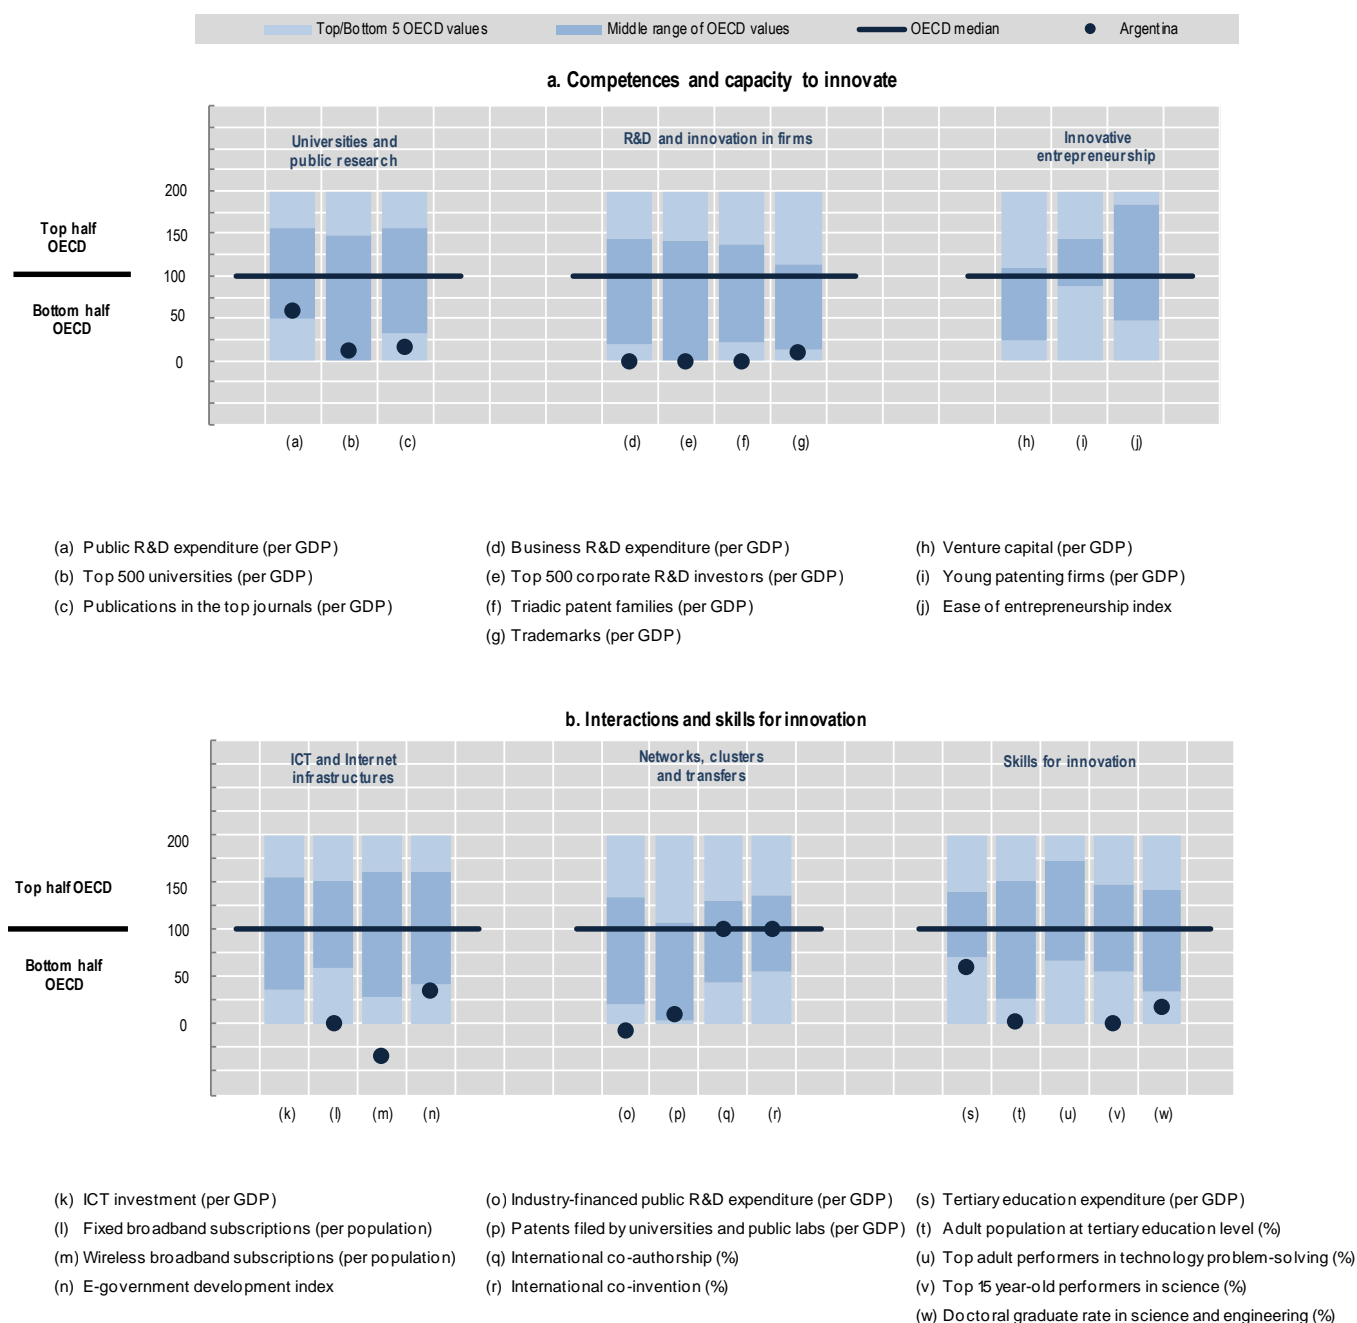 Top/Bottom 5 OECD values Middle range of OECD values OECD median Argentina
a. Competences and capacity to innovate
Universities and
public research
R&D and innovation in firms
Innovative
entrepreneurship
200
150
100
50
0
Top half
OECD
Bottom half
OECD
(a) (b) (c) (d) (e) (f) (g) (h) (i) (j)
(a) Public R&D expenditure (per GDP)
(b) Top 500 universities (per GDP)
(c) Publications in the top journals (per GDP)
(d) Business R&D expenditure (per GDP)
(e) Top 500 corporate R&D investors (per GDP)
(f) Triadic patent families (per GDP)
(g) Trademarks (per GDP)
(h) Venture capital (per GDP)
(i) Young patenting firms (per GDP)
(j) Ease of entrepreneurship index
b. Interactions and skills for innovation
ICT and Internet
infrastructures
Networks, clusters
and transfers
Skills for innovation
200
150
100
50
0
Top half OECD
Bottom half
OECD
(k) (l) (m) (n) (o) (p) (q) (r) (s) (t) (u) (v) (w)
(k) ICT investment (per GDP)
(l) Fixed broadband subscriptions (per population)
(m) Wireless broadband subscriptions (per population)
(n) E-government development index
(o) Industry-financed public R&D expenditure (per GDP)
(p) Patents filed by universities and public labs (per GDP)
(q) International co-authorship (%)
(r) International co-invention (%)
(s) Tertiary education expenditure (per GDP)
(t) Adult population at tertiary education level (%)
(u) Top adult performers in technology problem-solving (%)
(v) Top 15 year-old performers in science (%)
(w) Doctoral graduate rate in science and engineering (%)